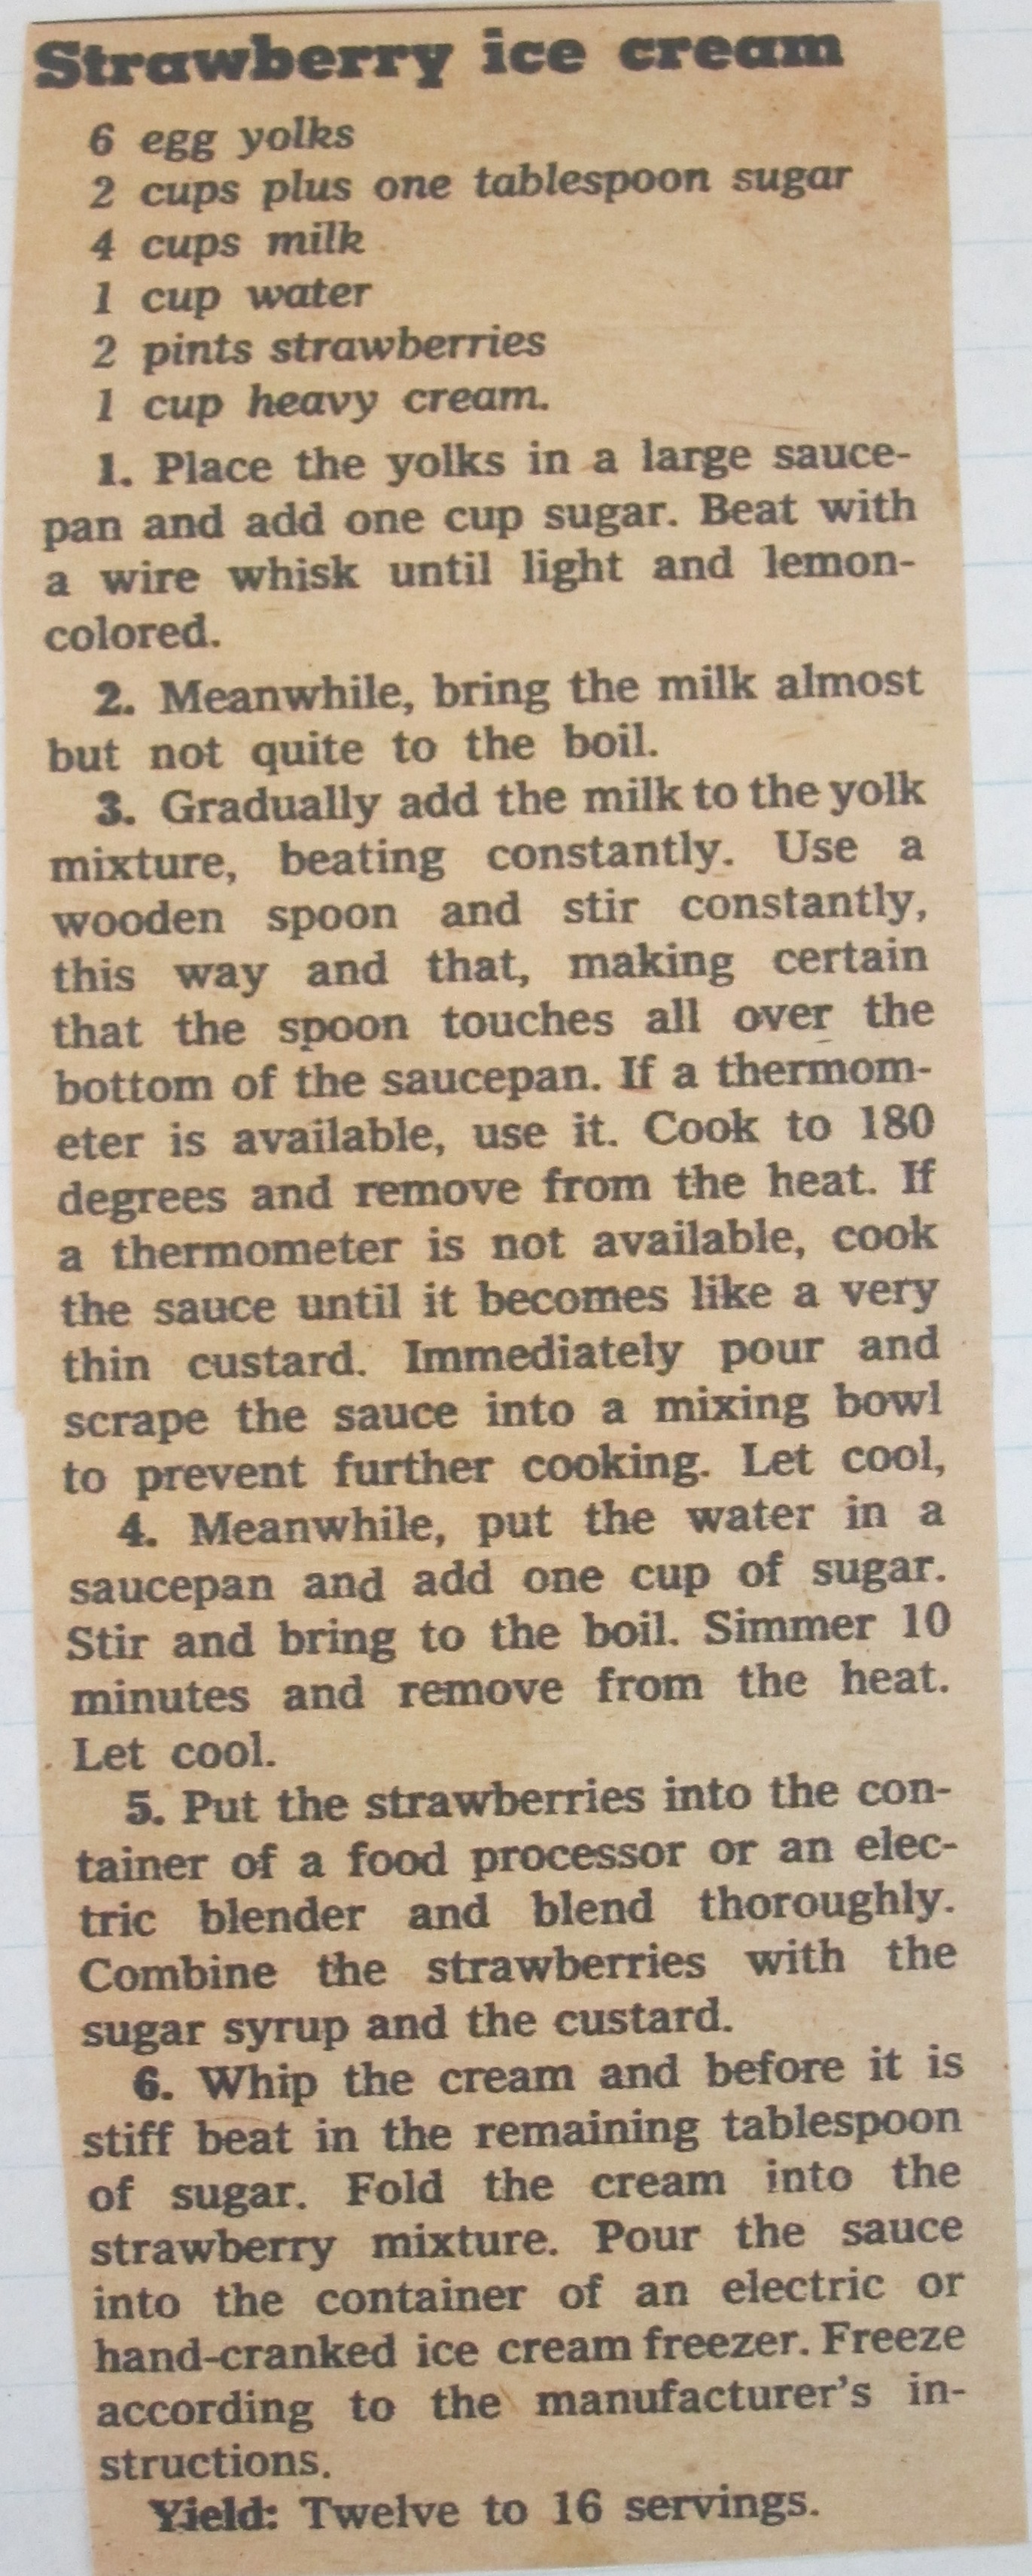 Strawberry ice cream
6 egg yolks
2 cups plus one tablespoon sugar
4 cups milk
1 cup water
2 pints strawberries
1 cup heavy cream.
1. Place the yolks in a large sauce-
pan and add one cup sugar. Beat with
a wire whisk until light and lemon-
colored.
2. Meanwhile, bring the milk almost
but not quite to the boil.
3. Gradually add the milk to the yolk
mixture, beating constantly. Use a
wooden spoon and stir constantly,
this way and that, making certain
that the spoon touches all over the
bottom of the saucepan. If a thermom-
eter is available, use it. Cook to 180
degrees and remove from the heat. If
a thermometer is not available, cook
the sauce until it becomes like a very
thin custard. Immediately pour and
scrape the sauce into a mixing bowl
to prevent further cooking. Let cool,
4. Meanwhile, put the water in a
saucepan and add one cup of sugar.
Stir and bring to the boil. Simmer 10
minutes and remove from the heat.
Let cool.
5. Put the strawberries into the con-
tainer of a food processor or an elec-
tric blender and blend thoroughly.
Combine the strawberries with the
sugar syrup and the custard.
6. Whip the cream and before it is
stiff beat in the remaining tablespoon
of sugar. Fold the cream into the
strawberry mixture. Pour the sauce
into the container of an electric or
hand-cranked ice cream freezer. Freeze
according to the manufacturer's in-
structions.
Yield: Twelve to 16 servings.